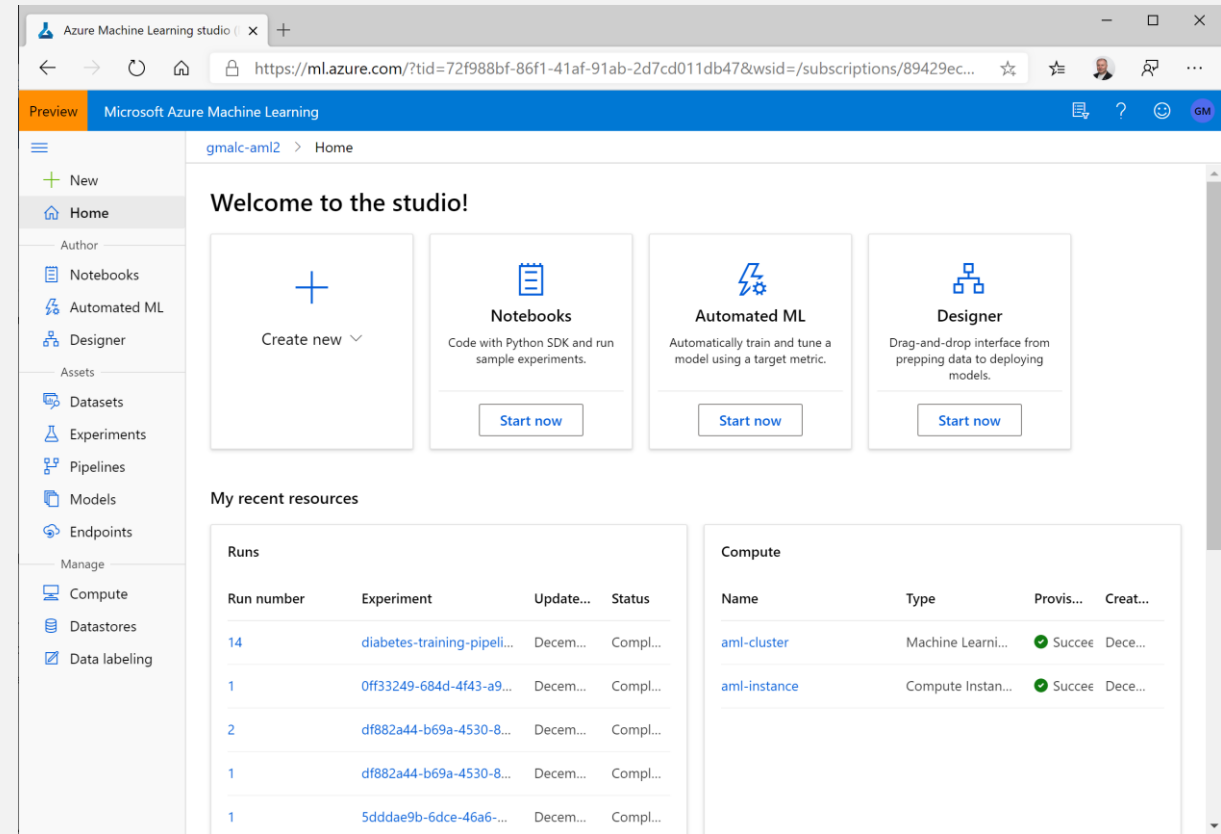 Azure Machine Learning studio (
https://ml.azure.com/?tid=72f988bf-86f1-41af-91ab-2d7cd011db47&wsid=/subscriptions/89429ec...
Preview
Microsoft Azure Machine Learning
GM
gmalc-aml2 > Home
New
Home
Author
Notebooks
Automated ML
Designer
Assets
Datasets
Experiments
Pipelines
Models
Endpoints
Manage
Compute
Datastores
Data labeling
Welcome to the studio!
Create new
Notebooks
Code with Python SDK and run
sample experiments.
Start now
Automated ML
Automatically train and tune a
model using a target metric.
Start now
Designer
Drag-and-drop interface from
prepping data to deploying
models.
Start now
My recent resources
Runs
Run number Experiment Update... Status
14 diabetes-training-pipeli... Decem... Compl...
1 0ff33249-684d-4f43-a9... Decem... Compl...
2 df882a44-b69a-4530-8... Decem... Compl...
1 df882a44-b69a-4530-8... Decem... Compl...
1 5dddae9b-6dce-46a6-... Decem... Compl...
Compute
Name Type Provis... Creat...
aml-cluster Machine Learni... Succee Dece...
aml-instance Compute Instan... Succee Dece...